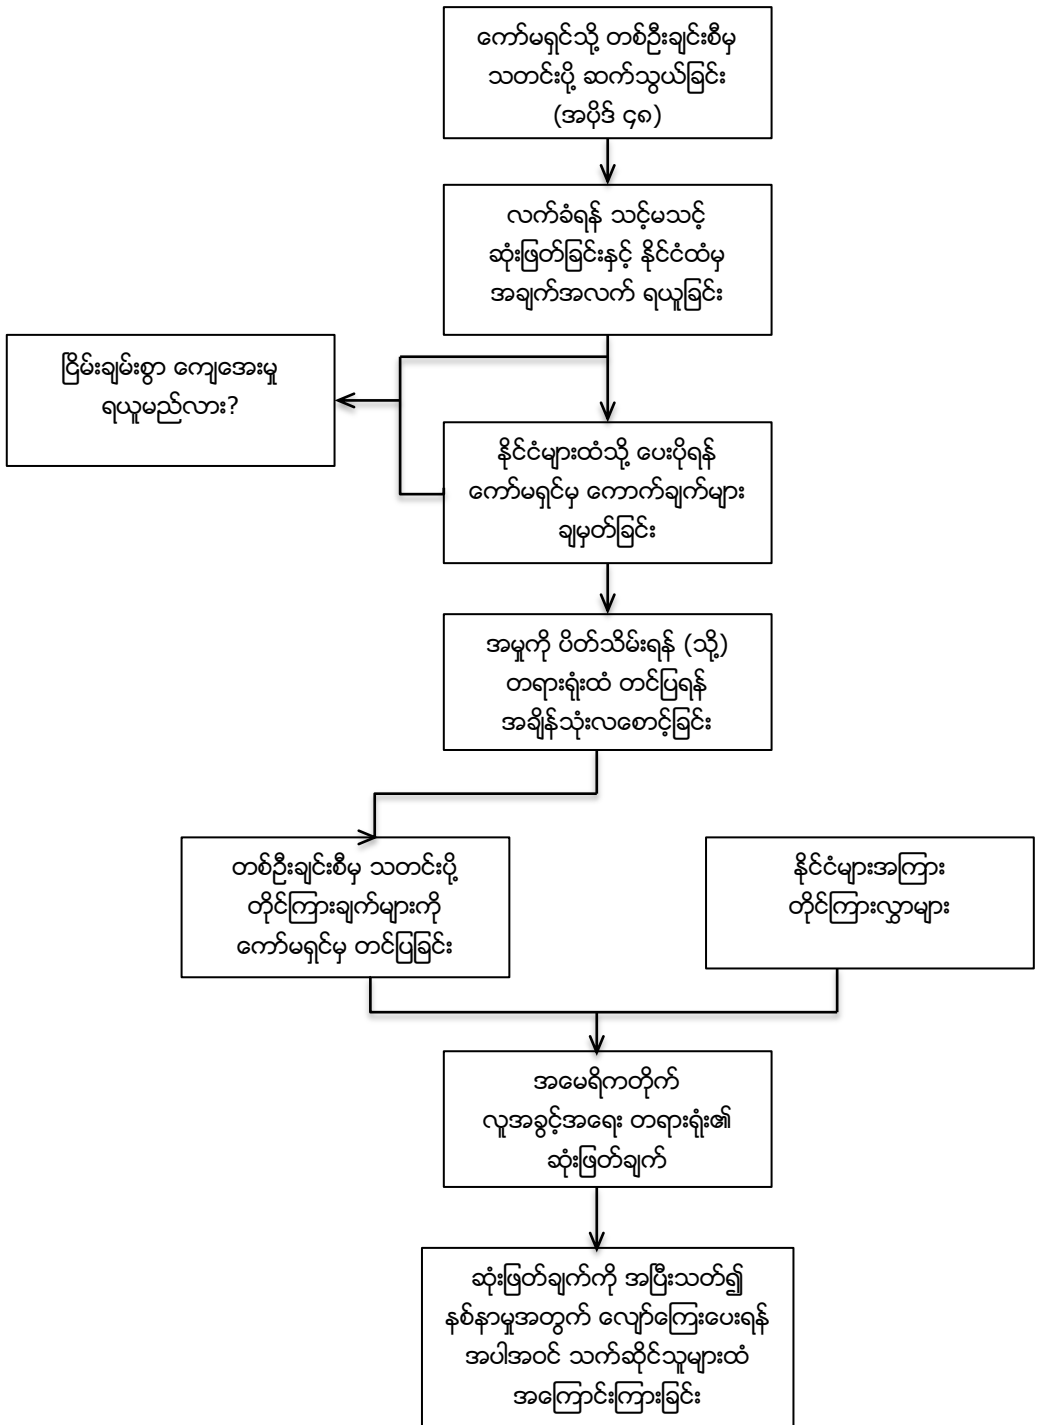 ကော်မရှင်သို့ တစ်ဦးချင်းစီမှ
သတင်းပို့ ဆက်သွယ်ခြင်း
(အပိုဒ် ၄၈)
လက်ခံရန် သင့်မသင့်
ဆုံးဖြတ်ခြင်းနှင့် နိုင်ငံထံမှ
အချက်အလက် ရယူခြင်း
ငြိမ်းချမ်းစွာ ကျေအေးမှု
ရယူမည်လား?
နိုင်ငံများထံသို့ ပေးပိုရန်
ကော်မရှင်မှ ကောက်ချက်များ
ချမှတ်ခြင်း
အမှုကို ပိတ်သိမ်းရန် (သို့)
တရားရုံးထံ တင်ပြရန်
အချိန်သုံးလစောင့်ခြင်း
တစ်ဦးချင်းစီမှ သတင်းပို့
တိုင်ကြားချက်များကို
ကော်မရှင်မှ တင်ပြခြင်း
နိုင်ငံများအကြား
တိုင်ကြားလွှာများ
အမေရိကတိုက်
လူအခွင့်အရေး တရားရုံး၏
ဆုံးဖြတ်ချက်
ဆုံးဖြတ်ချက်ကို အပြီးသတ်၍
နစ်နာမှုအတွက် လျော်ကြေးပေးရန်
အပါအဝင် သက်ဆိုင်သူများထံ
အကြောင်းကြားခြင်း